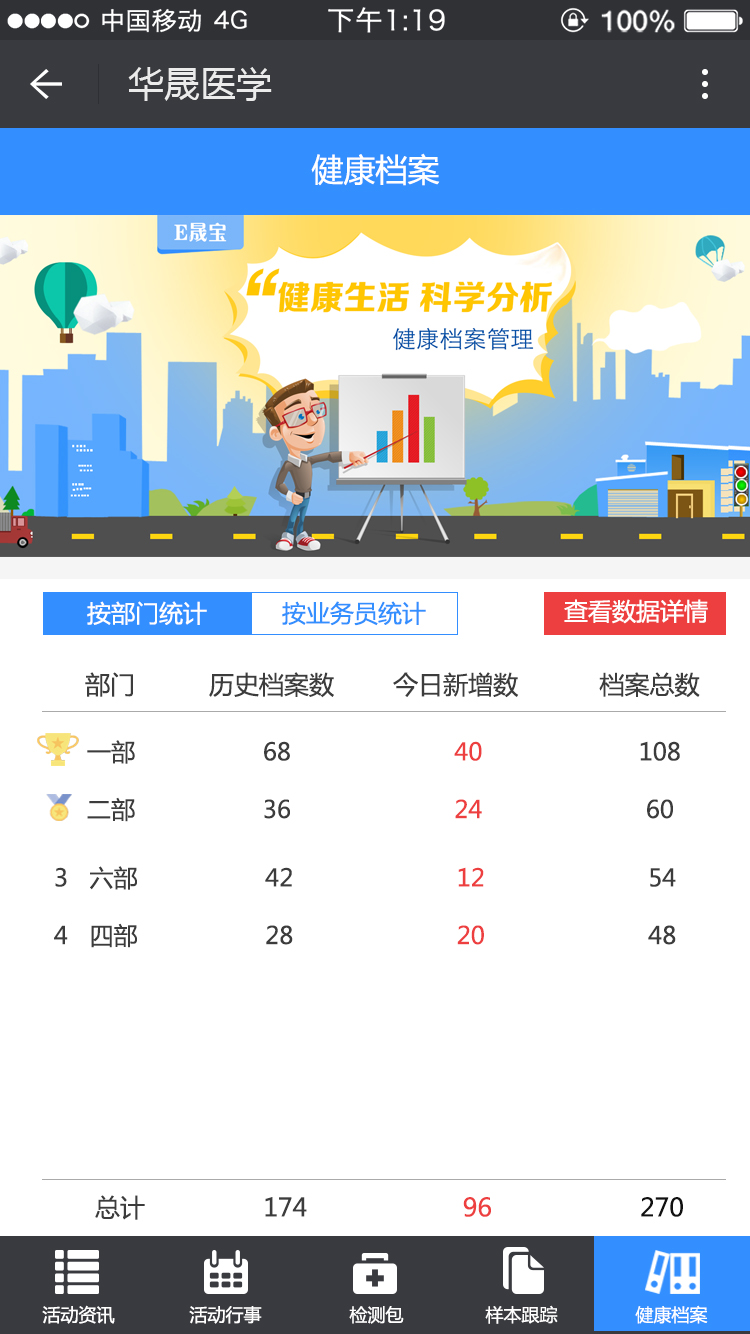 中国移动 4G 下午1:19 100%
华晟医学
健康档案
E晟宝
“健康生活 科学分析
健康档案管理
按部门统计 按业务员统计 查看数据详情
部门 历史档案数 今日新增数 档案总数
一部 68 40 108
二部 36 24 60
3 六部 42 12 54
4 四部 28 20 48
总计 174 96 270
活动资讯 活动行事 检测包 样本跟踪 健康档案